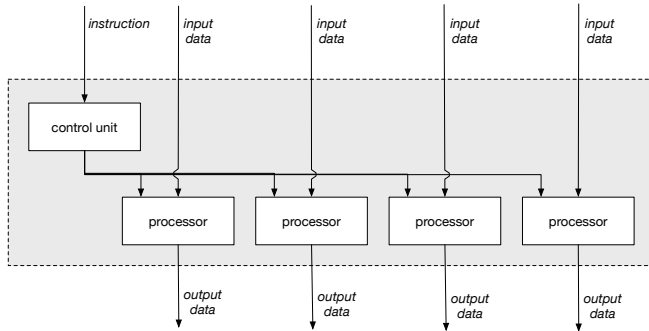 instruction
input
data
input
data
input
data
input
data
control unit
processor
processor
processor
processor
output
data
output
data
output
data
output
data